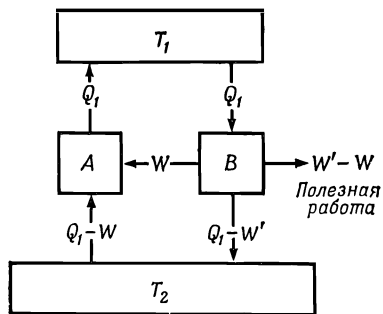 T₁
Q₁ Q₁
A W B W′ – W
Полезная
работа
Q₁ – W Q₁ – W′
T₂